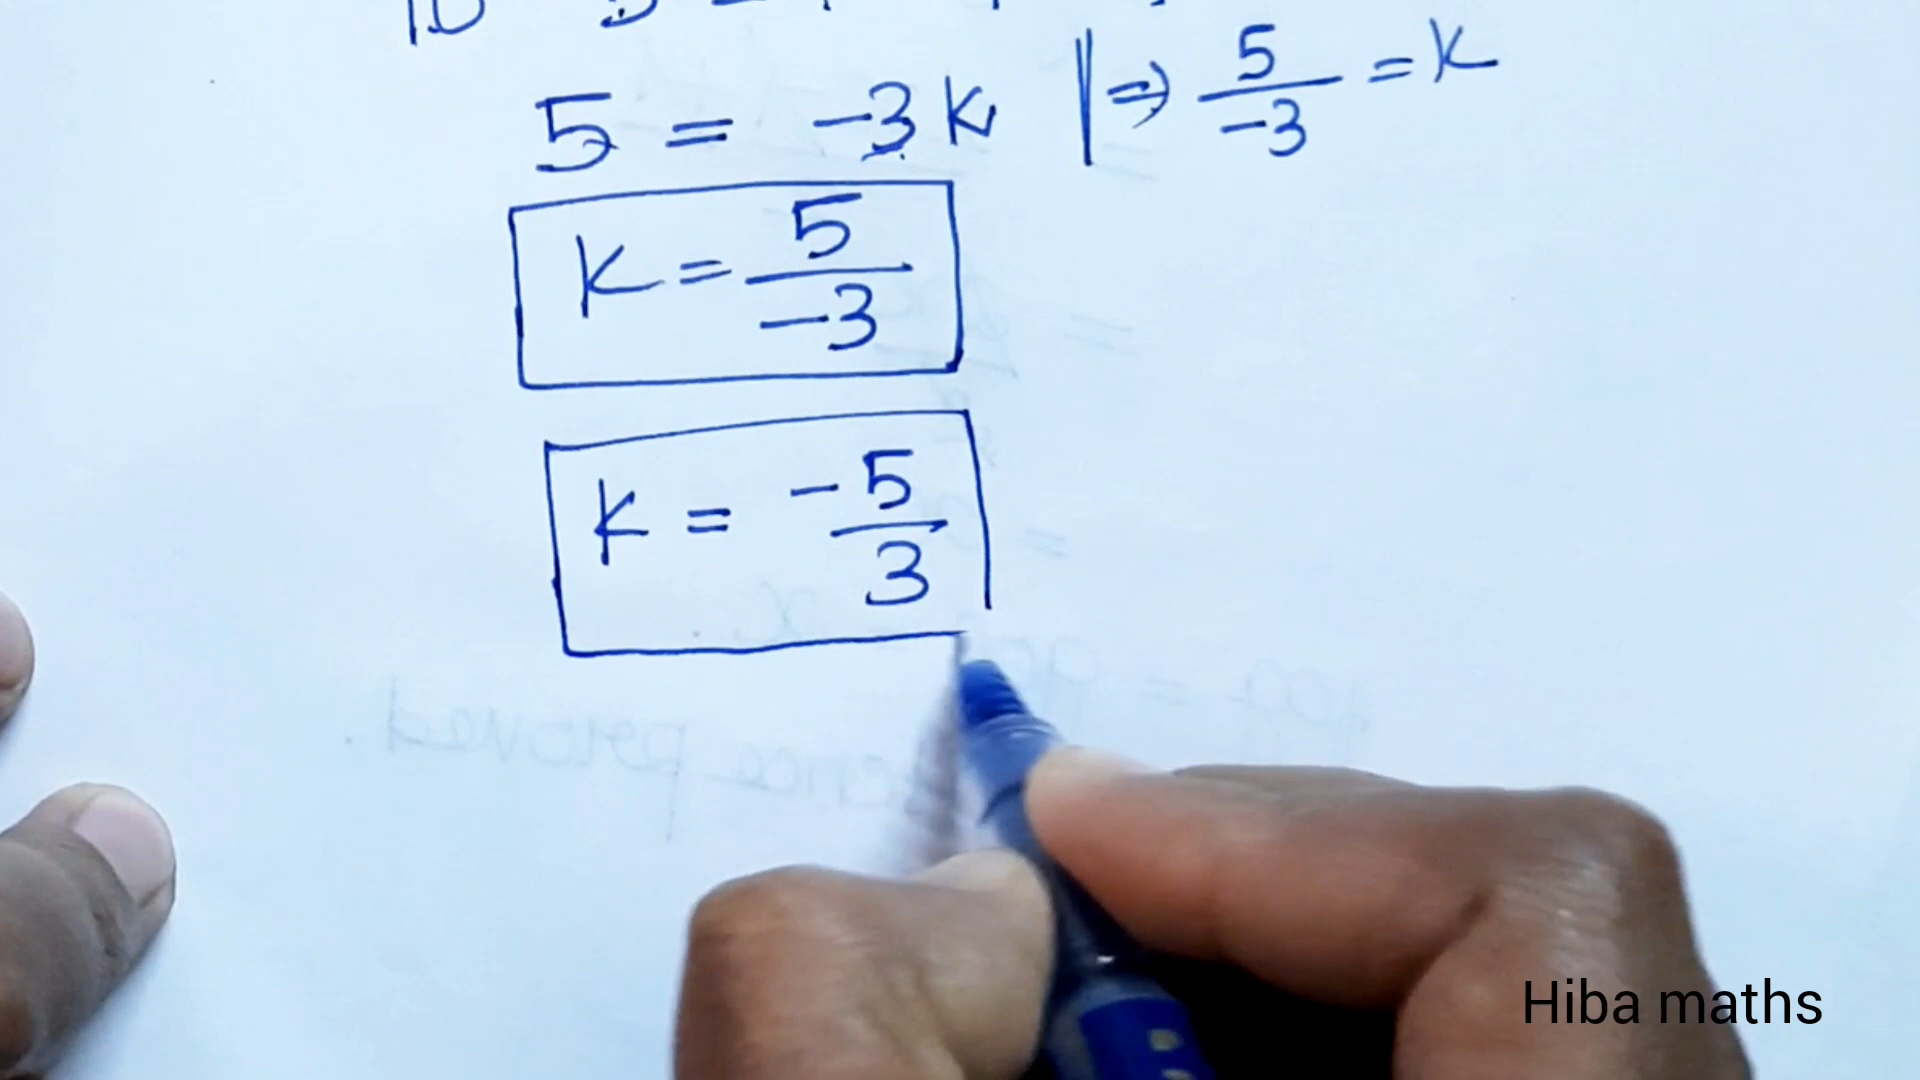 5 = -3k | ⇒ 5/-3 = k
k = 5/-3
k = -5/3
Hiba maths